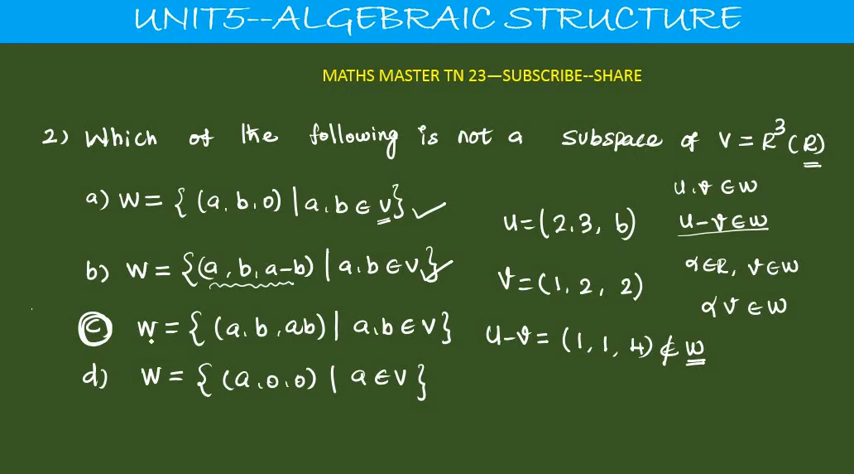 UNIT5--ALGEBRAIC STRUCTURE
MATHS MASTER TN 23—SUBSCRIBE--SHARE
2) Which of the following is not a subspace of V = R³(R)
a) W = { (a, b, 0) | a, b ∈ V } ✓
b) W = { (a, b, a-b) | a, b ∈ V } ✓
c) W = { (a, b, ab) | a, b ∈ V }
d) W = { (a, 0, 0) | a ∈ V }
u = (2, 3, 6)
v = (1, 2, 2)
u-v = (1, 1, 4) ∉ W
u, v ∈ W
u-v ∈ W
α ∈ R, v ∈ W
αv ∈ W